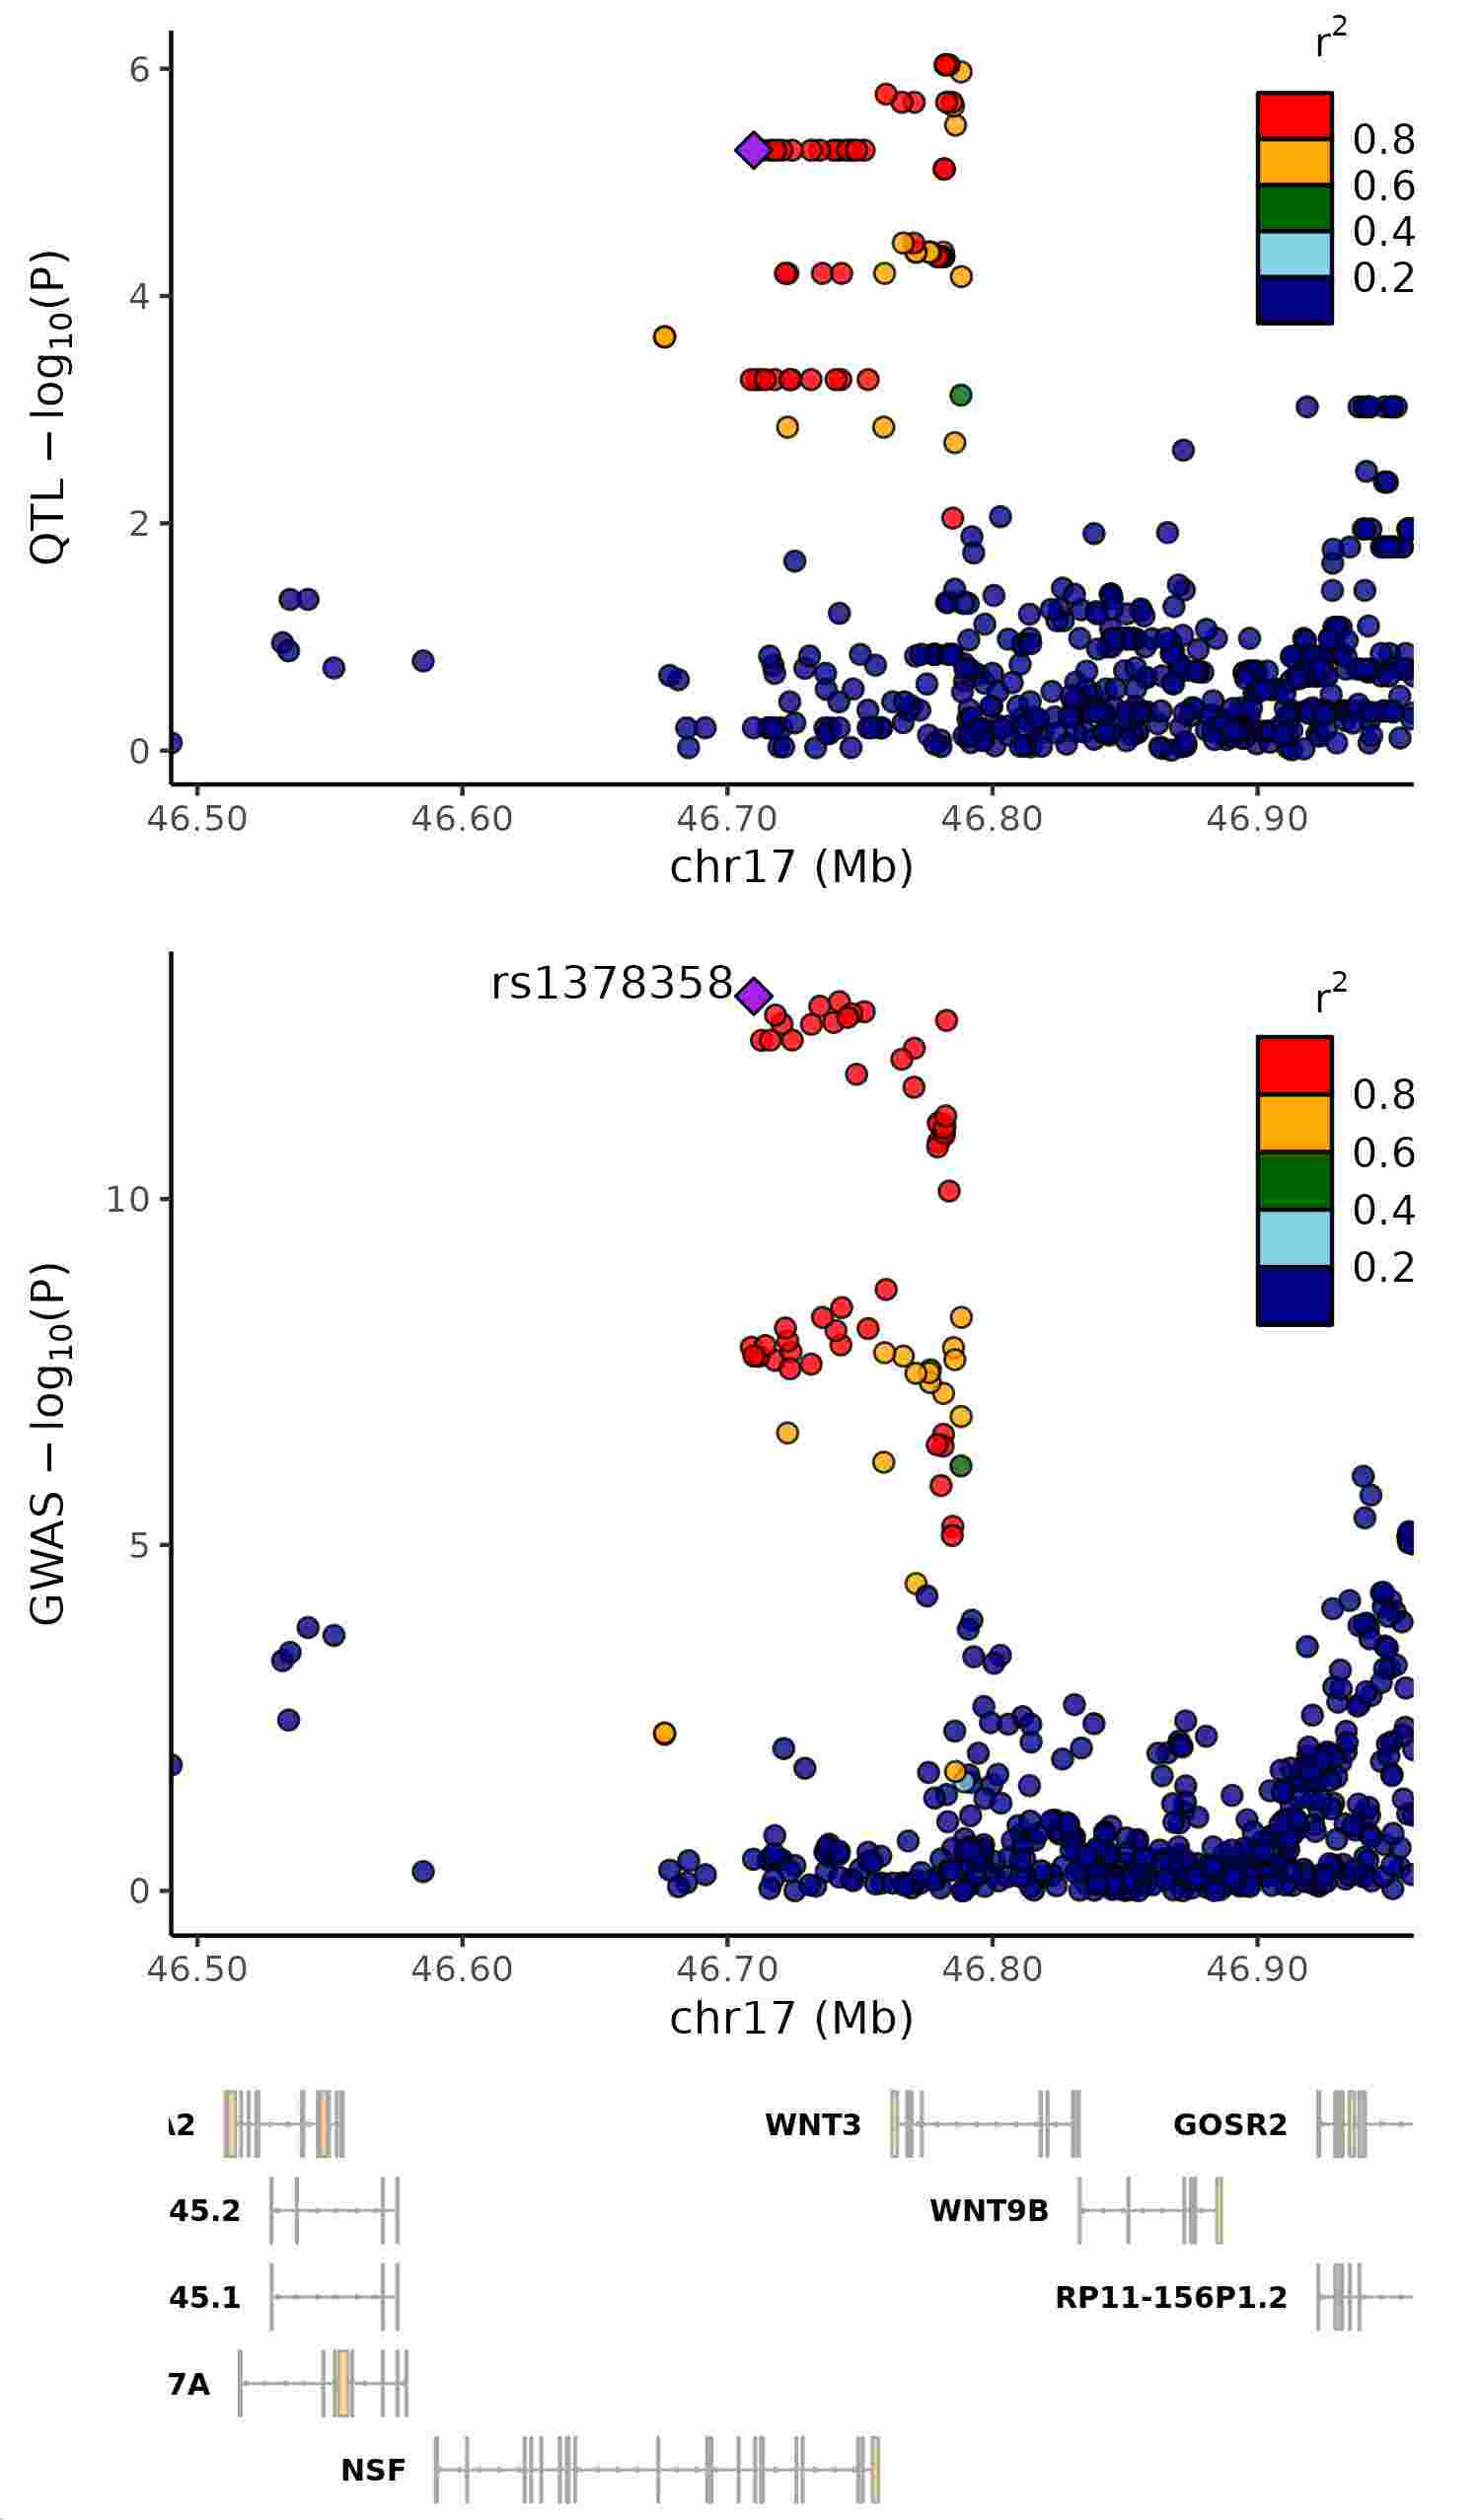 r2
6
4
2
0
0.8
0.6
0.4
0.2
QTL −log10(P)
46.50 46.60 46.70 46.80 46.90
chr17 (Mb)
rs1378358
r2
10
5
0
0.8
0.6
0.4
0.2
GWAS −log10(P)
46.50 46.60 46.70 46.80 46.90
chr17 (Mb)
A2 WNT3 GOSR2
45.2 WNT9B
45.1 RP11-156P1.2
7A
NSF